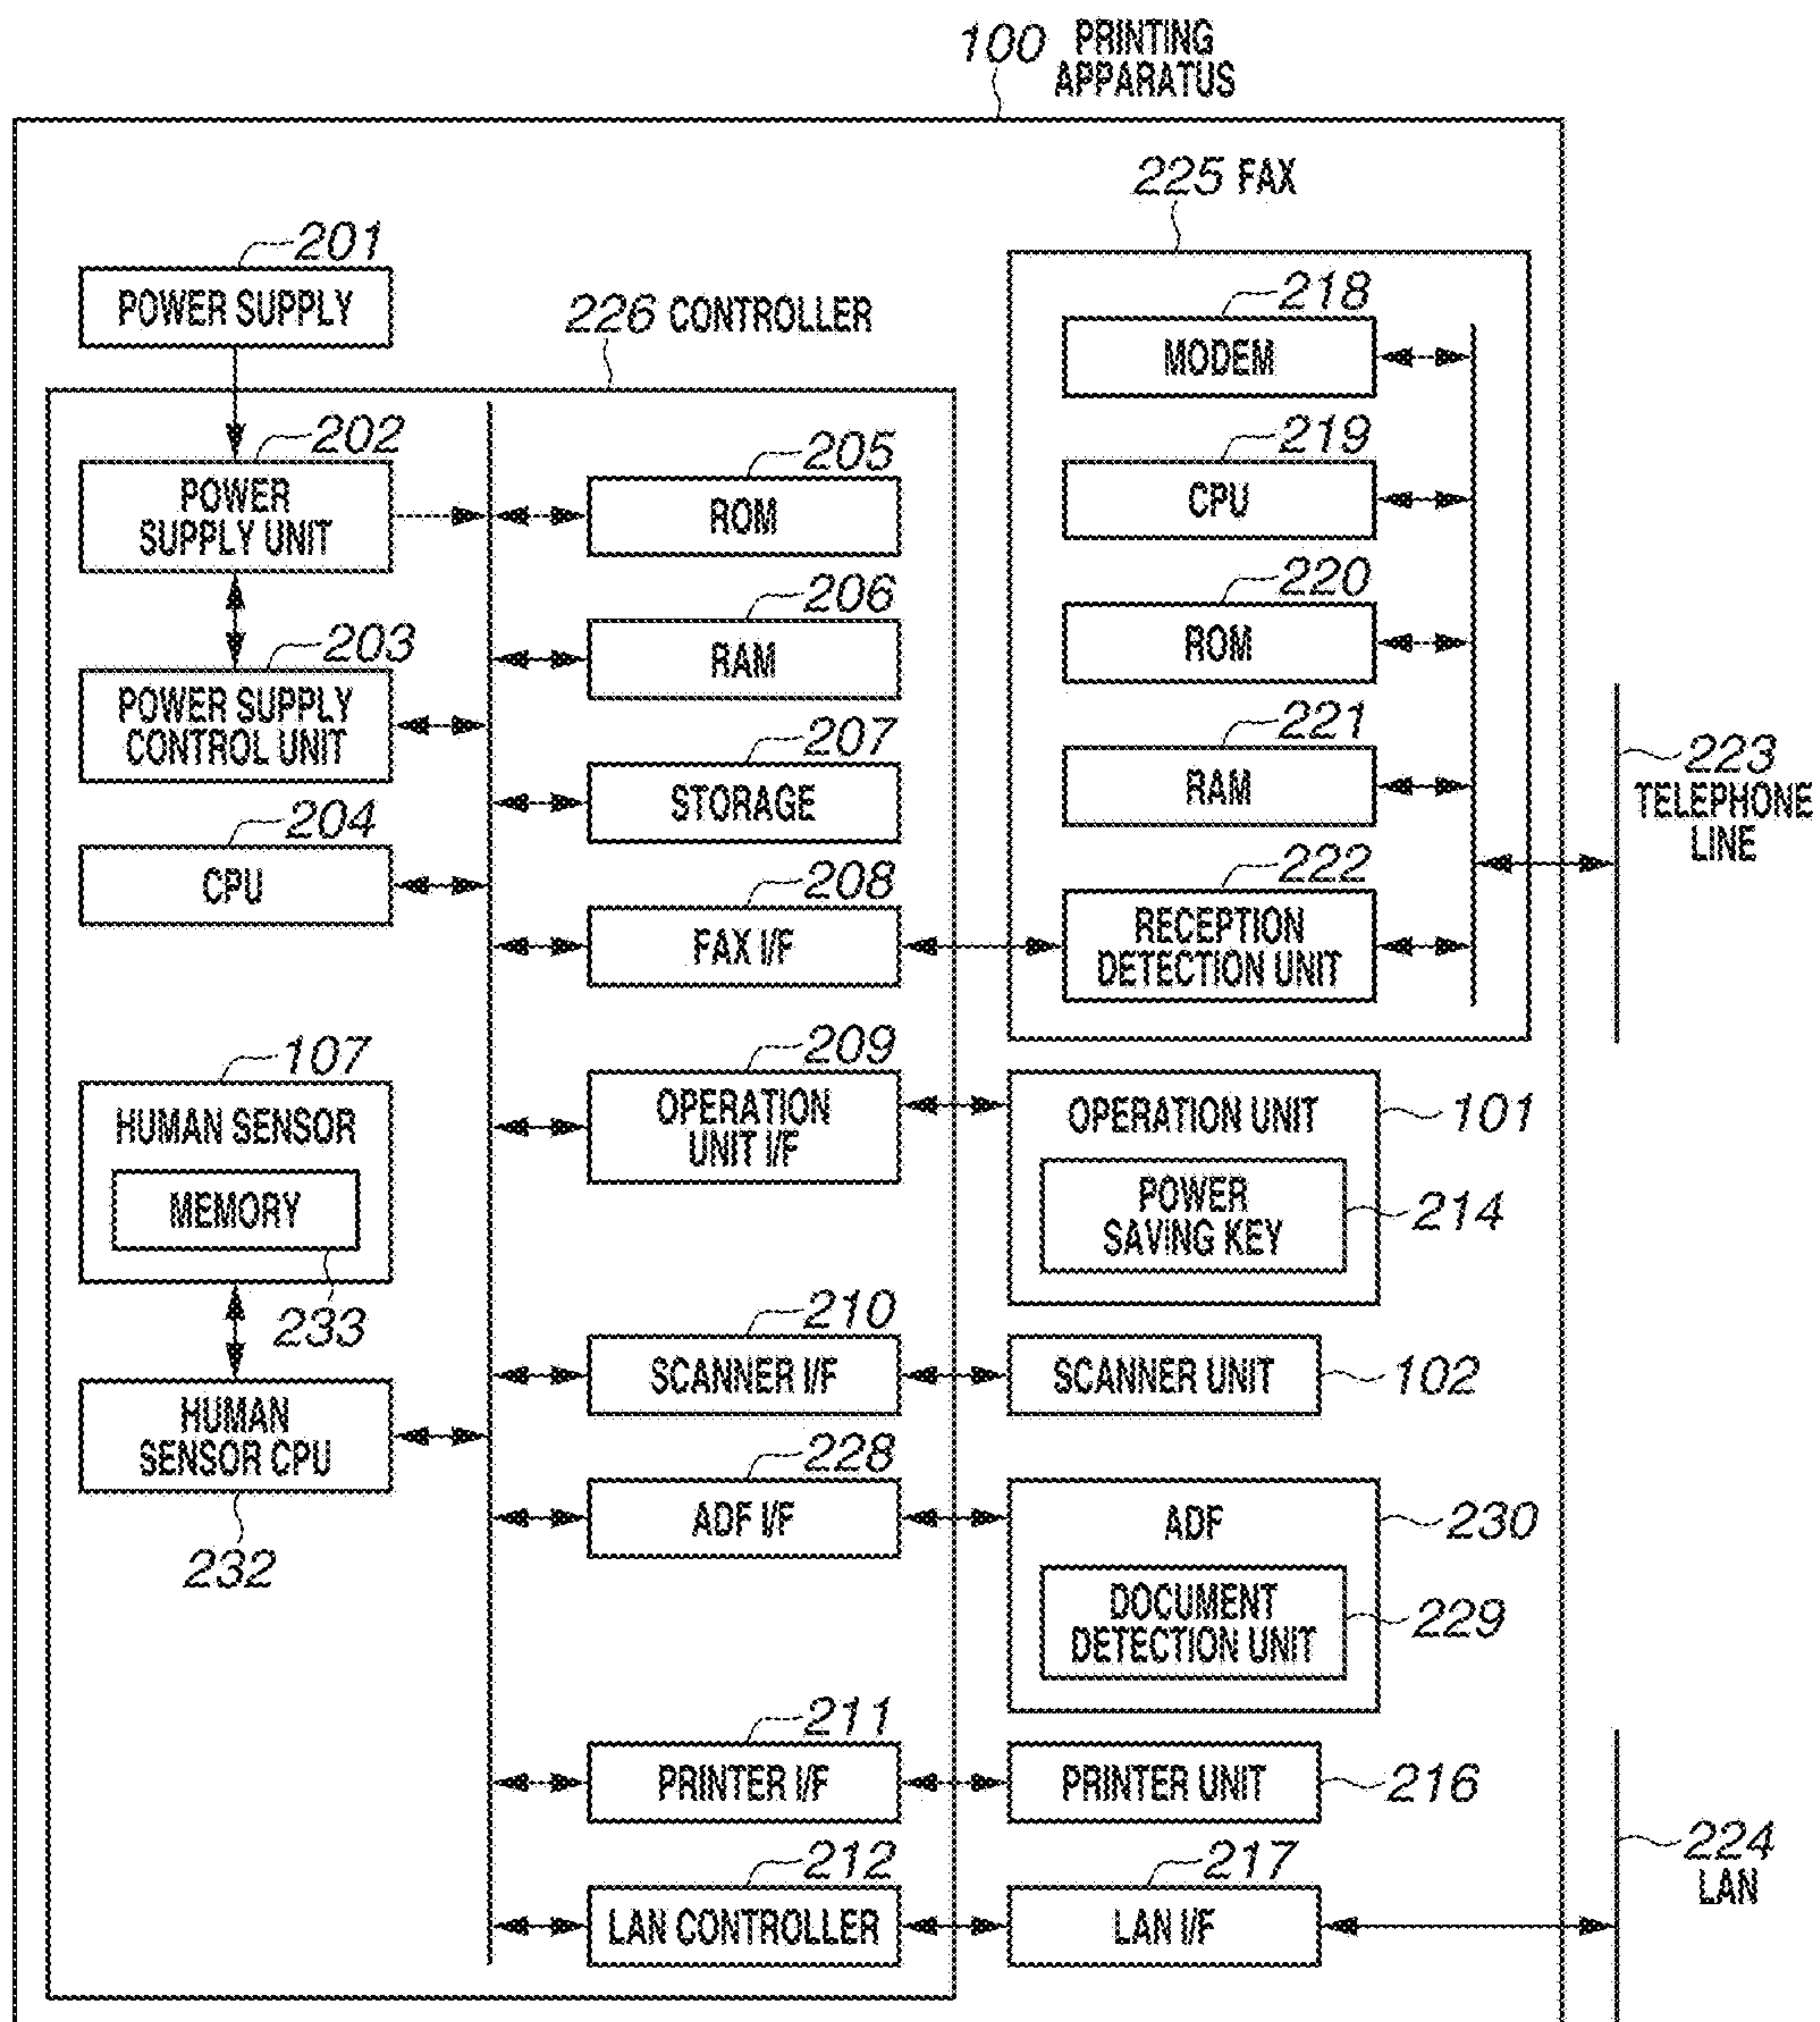 100 PRINTING
APPARATUS
225 FAX
201
POWER SUPPLY
226 CONTROLLER
218
MODEM
202
POWER
SUPPLY UNIT
205
ROM
219
CPU
206
RAM
220
ROM
203
POWER SUPPLY
CONTROL UNIT
207
STORAGE
221
RAM
223
TELEPHONE
LINE
204
CPU
208
FAX I/F
222
RECEPTION
DETECTION UNIT
107
HUMAN SENSOR
MEMORY
233
209
OPERATION
UNIT I/F
OPERATION UNIT
101
POWER
SAVING KEY
214
210
SCANNER I/F
SCANNER UNIT
102
HUMAN
SENSOR CPU
232
228
ADF I/F
ADF
230
DOCUMENT
DETECTION UNIT
229
211
PRINTER I/F
PRINTER UNIT
216
212
LAN CONTROLLER
217
LAN I/F
224
LAN